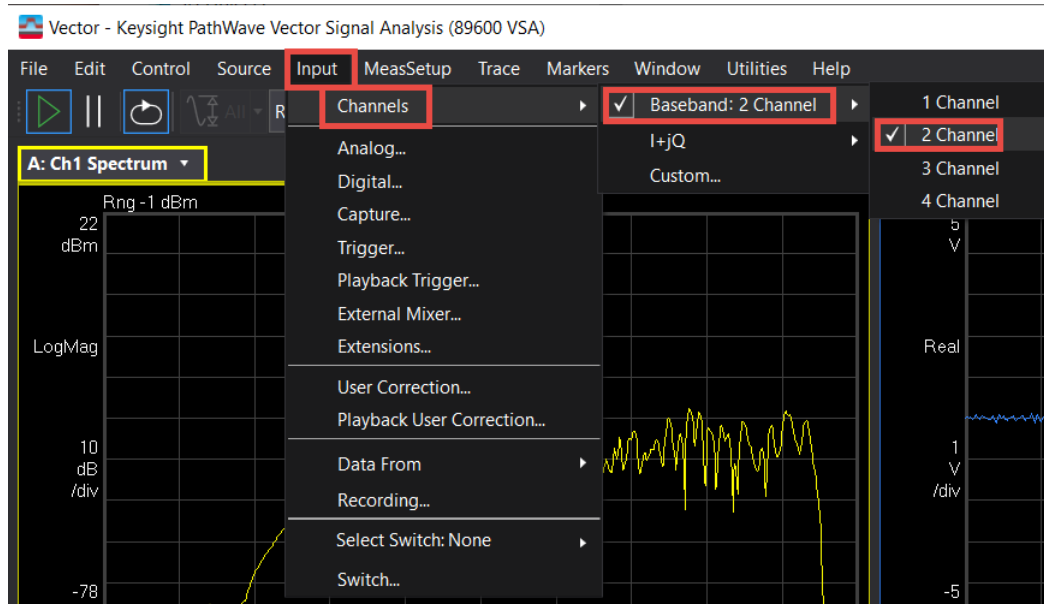 Vector - Keysight PathWave Vector Signal Analysis (89600 VSA)
File Edit Control Source Input MeasSetup Trace Markers Window Utilities Help
All R
Channels
Baseband: 2 Channel
1 Channel
I+jQ
2 Channel
Custom...
3 Channel
4 Channel
A: Ch1 Spectrum
Analog...
Digital...
Capture...
Trigger...
Playback Trigger...
External Mixer...
Extensions...
User Correction...
Playback User Correction...
Data From
Recording...
Select Switch: None
Switch...
Rng -1 dBm
22
dBm
LogMag
10
dB
/div
-78
5
V
Real
1
V
/div
-5